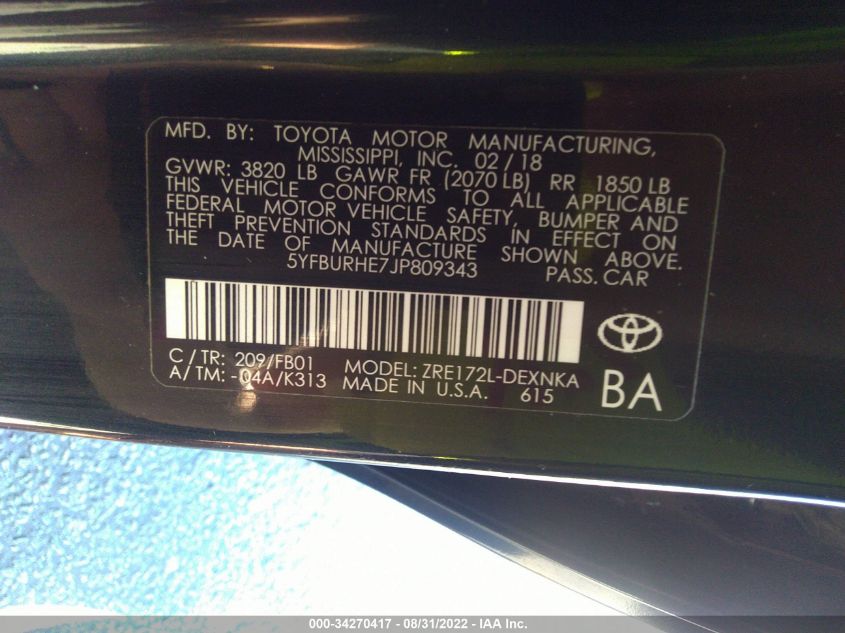 MFD. BY: TOYOTA MOTOR MANUFACTURING,
MISSISSIPPI, INC. 02/18
GVWR: 3820 LB GAWR FR (2070 LB) RR 1850 LB
THIS VEHICLE CONFORMS TO ALL APPLICABLE
FEDERAL MOTOR VEHICLE SAFETY, BUMPER AND
THEFT PREVENTION STANDARDS IN EFFECT ON
THE DATE OF MANUFACTURE SHOWN ABOVE.
5YFBURHE7JP809343 PASS. CAR
C/TR: 209/FB01 MODEL: ZRE172L-DEXNKA
A/TM: -04A/K313 MADE IN U.S.A. 615
BA
000-34270417 - 08/31/2022 - IAA Inc.